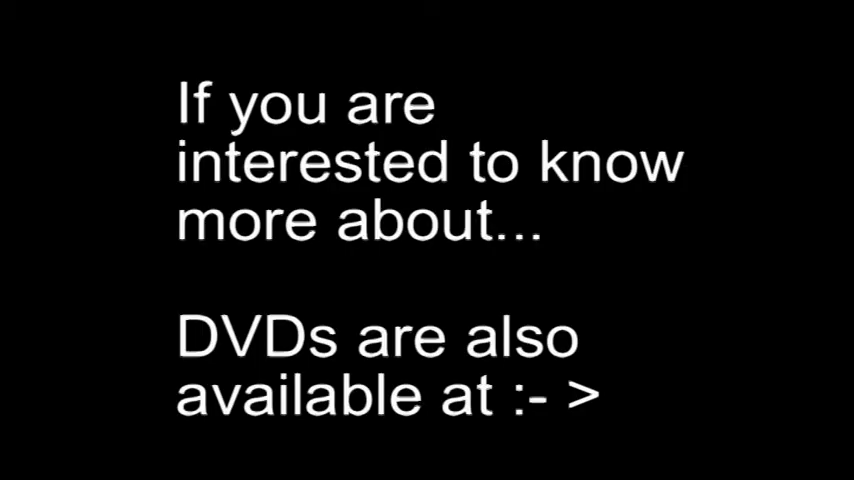 If you are
interested to know
more about...
DVDs are also
available at :- >